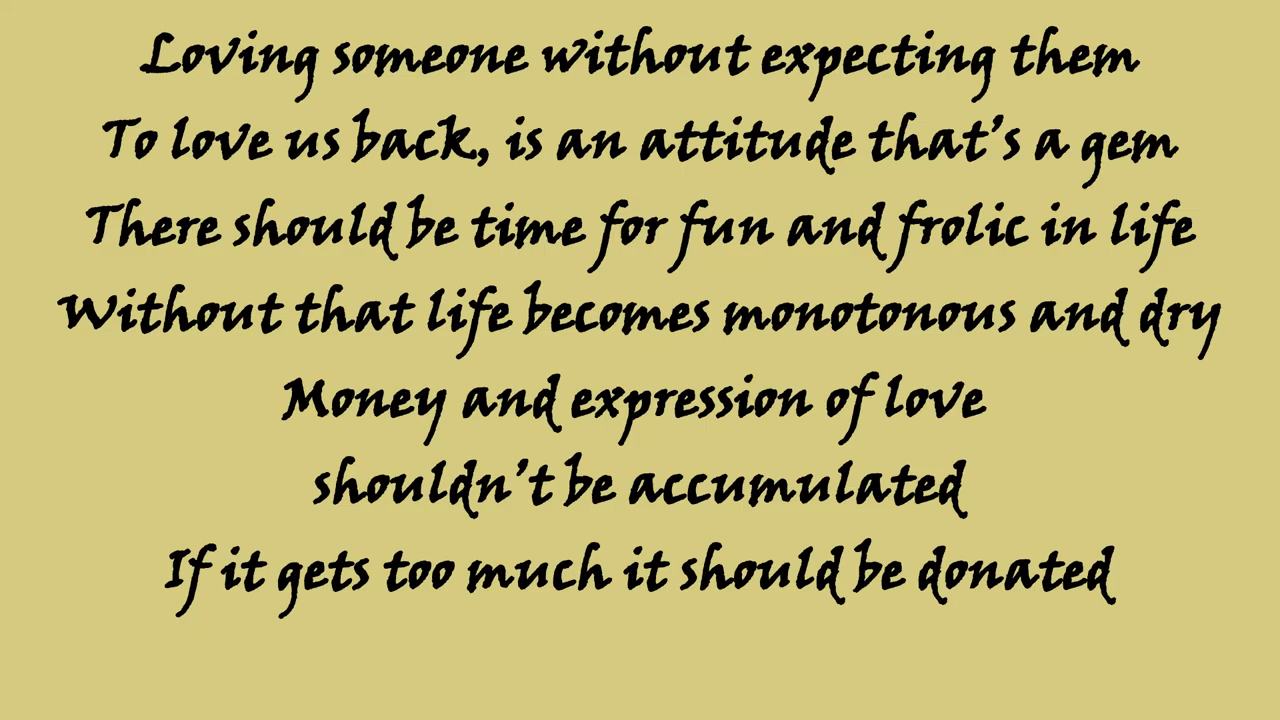 Loving someone without expecting them
To love us back, is an attitude that's a gem
There should be time for fun and frolic in life
Without that life becomes monotonous and dry
Money and expression of love
shouldn't be accumulated
If it gets too much it should be donated